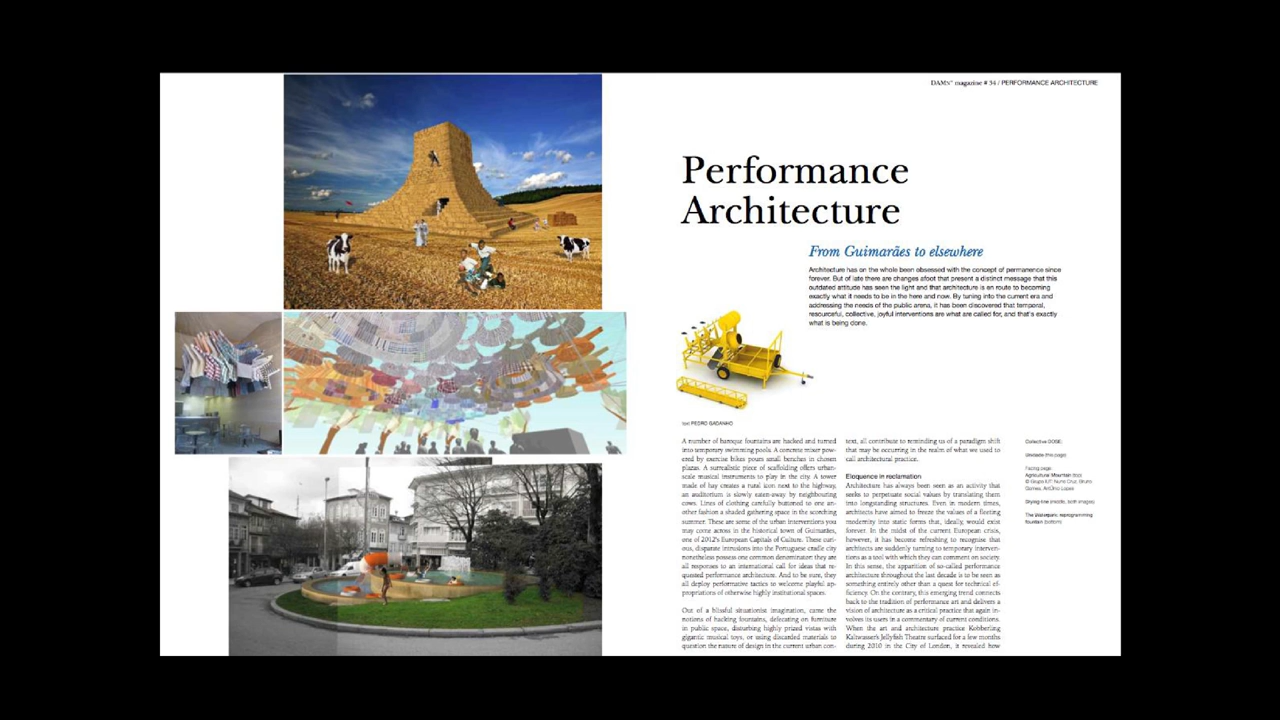 DAMN° magazine # 34 / PERFORMANCE ARCHITECTURE
Performance
Architecture
From Guimarães to elsewhere
Architecture has on the whole been obsessed with the concept of permanence since
forever. But of late there are changes afoot that present a distinct message that this
outdated attitude has seen the light and that architecture is en route to becoming
exactly what it needs to be in the here and now. By tuning into the current era and
addressing the needs of the public arena, it has been discovered that temporal,
resourceful, collective, joyful interventions are what are called for, and that's exactly
what is being done.
text PEDRO GADANHO
A number of baroque fountains are hacked and turned
into temporary swimming pools. A concrete mixer pow-
ered by exercise bikes pours small benches in chosen
plazas. A surrealistic piece of scaffolding offers urban-
scale musical instruments to play in the city. A tower
made of hay creates a rural icon next to the highway,
an auditorium is slowly eaten-away by neighbouring
cows. Lines of clothing carefully buttoned to one an-
other fashion a shaded gathering space in the scorching
summer. These are some of the urban interventions you
may come across in the historical town of Guimarães,
one of 2012's European Capitals of Culture. These curi-
ous, disparate intrusions into the Portuguese cradle city
nonetheless possess one common denominator: they are
all responses to an international call for ideas that re-
quested performance architecture. And to be sure, they
all deploy performative tactics to welcome playful ap-
propriations of otherwise highly institutional spaces.
Out of a blissful situationist imagination, came the
notions of hacking fountains, defecating on furniture
in public space, disturbing highly prized vistas with
gigantic musical toys, or using discarded materials to
question the nature of design in the current urban con-
text, all contribute to reminding us of a paradigm shift
that may be occurring in the realm of what we used to
call architectural practice.
Eloquence in reclamation
Architecture has always been seen as an activity that
seeks to perpetuate social values by translating them
into longstanding structures. Even in modern times,
architects have aimed to freeze the values of a fleeting
modernity into static forms that, ideally, would exist
forever. In the midst of the current European crisis,
however, it has become refreshing to recognise that
architects are suddenly turning to temporary interven-
tions as a tool with which they can comment on society.
In this sense, the apparition of so-called performance
architecture throughout the last decade is to be seen as
something entirely other than a quest for technical ef-
ficiency. On the contrary, this emerging trend connects
back to the tradition of performance art and delivers a
vision of architecture as a critical practice that again in-
volves its users in a commentary of current conditions.
When the art and architecture practice Köbberling
Kaltwasser's Jellyfish Theatre surfaced for a few months
during 2010 in the City of London, it revealed how
Collective DOSE:
(this page)
Facing page:
Agricultural Mountain (top)
Nuno Cruz, Bruno
Gomes,
(middle, both images)
The Waterpark: reprogramming
fountain (bottom)